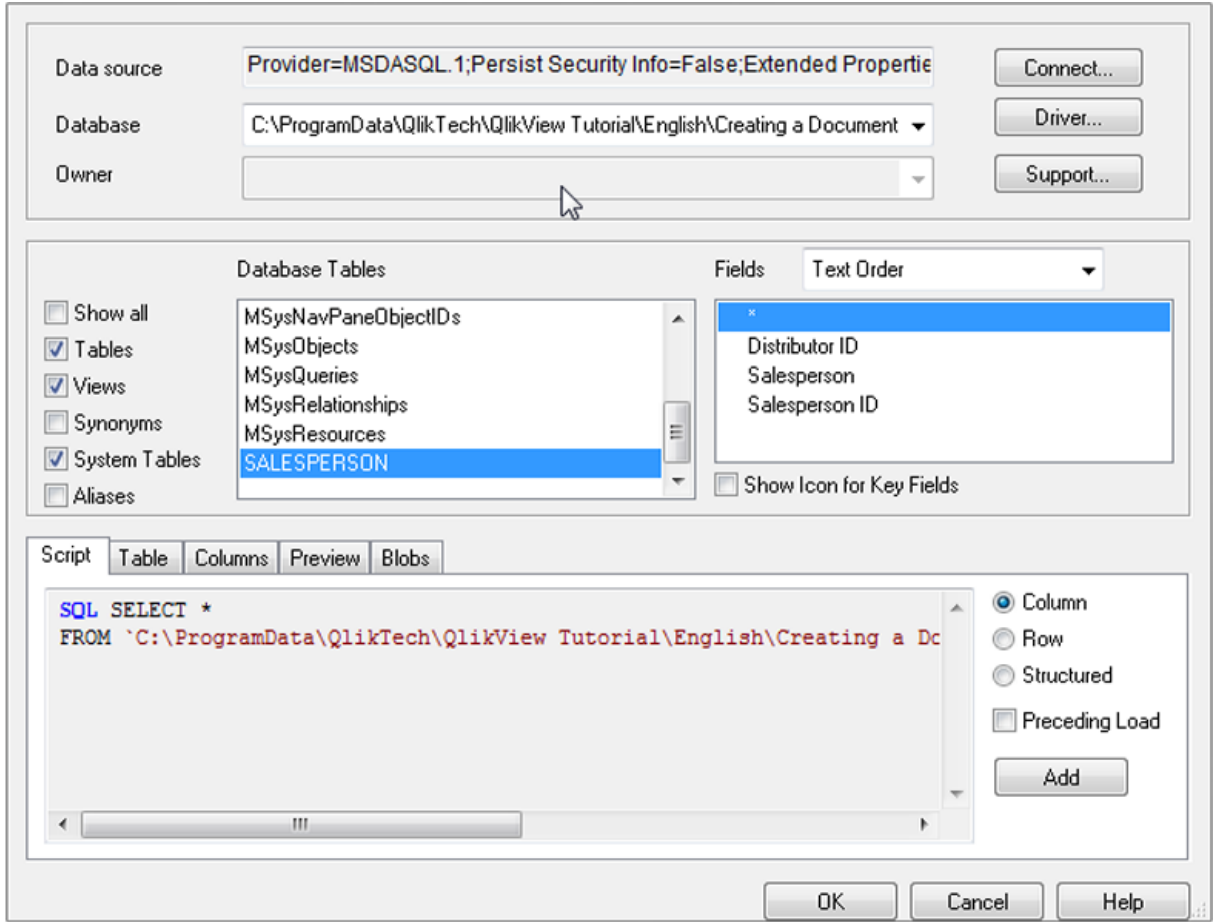 Data source Provider=MSDASQL.1;Persist Security Info=False;Extended Propertie Connect...
Database C:\ProgramData\QlikTech\QlikView Tutorial\English\Creating a Document Driver...
Owner Support...
Database Tables Fields Text Order
Show all MSysNavPaneObjectIDs *
Tables MSysObjects Distributor ID
Views MSysQueries Salesperson
Synonyms MSysRelationships Salesperson ID
MSysResources
System Tables SALESPERSON
Aliases Show Icon for Key Fields
Script Table Columns Preview Blobs
SQL SELECT * Column
FROM `C:\ProgramData\QlikTech\QlikView Tutorial\English\Creating a Do Row
Structured
Preceding Load
Add
OK Cancel Help